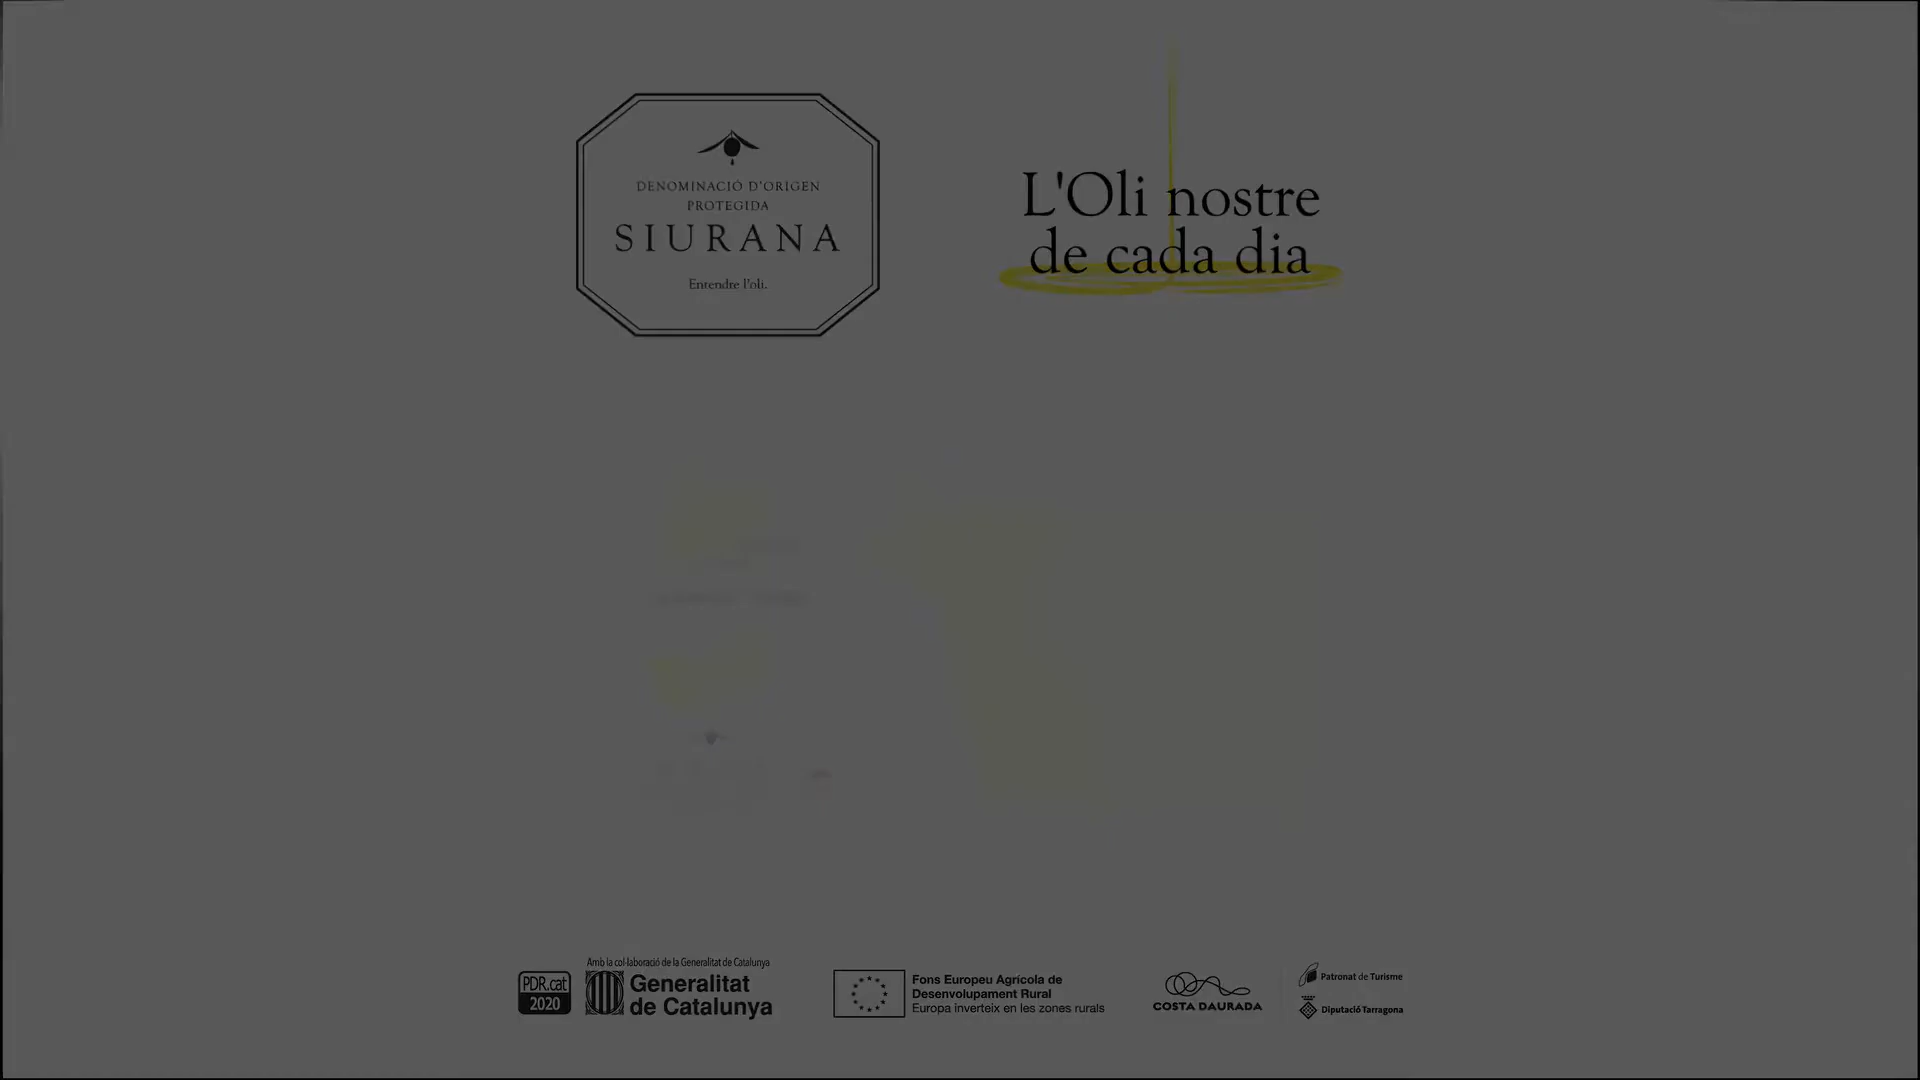 DENOMINACIÓ D'ORIGEN
PROTEGIDA
SIURANA
Entendre l'oli.
L'Oli nostre
de cada dia
PDR.cat
2020
Amb la col·laboració de la Generalitat de Catalunya
Generalitat
de Catalunya
Fons Europeu Agrícola de
Desenvolupament Rural
Europa inverteix en les zones rurals
COSTA DAURADA
Patronat de Turisme
Diputació Tarragona